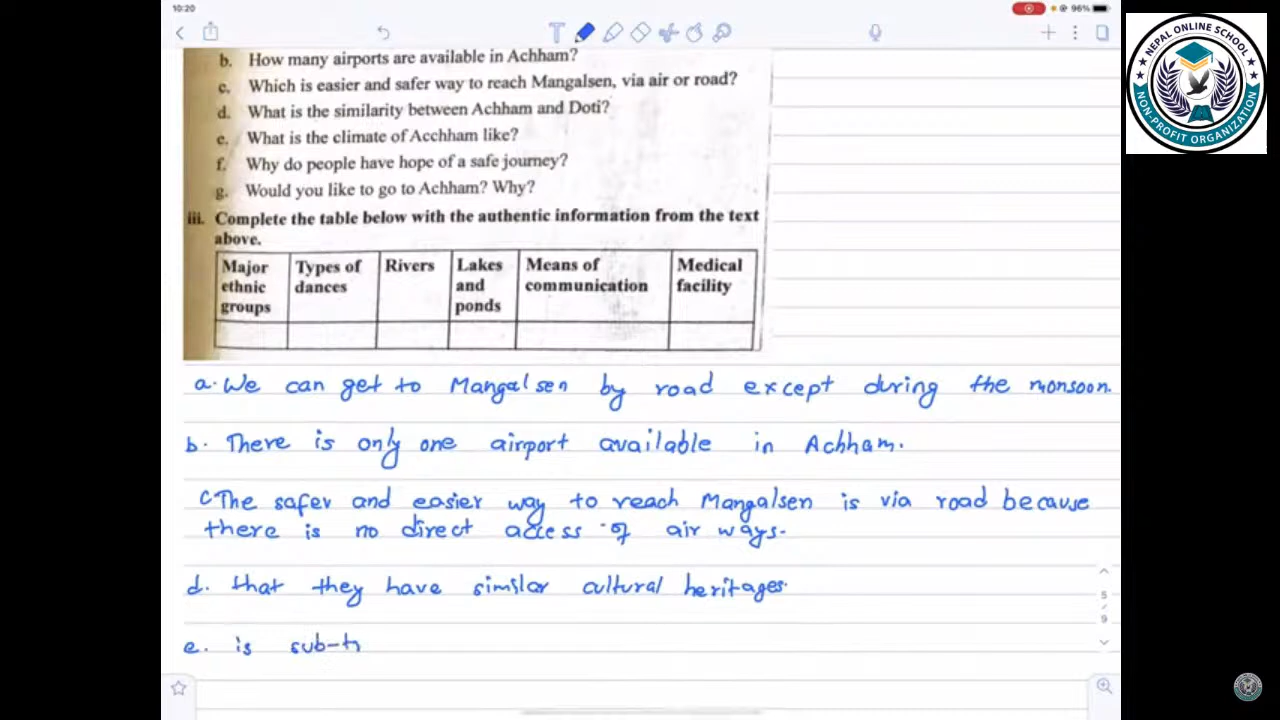 10:20
96%
NEPAL ONLINE SCHOOL
NON-PROFIT ORGANIZATION
b. How many airports are available in Achham?
c. Which is easier and safer way to reach Mangalsen, via air or road?
d. What is the similarity between Achham and Doti?
e. What is the climate of Acchham like?
f. Why do people have hope of a safe journey?
g. Would you like to go to Achham? Why?
iii. Complete the table below with the authentic information from the text
above.
Major ethnic groups
Types of dances
Rivers
Lakes and ponds
Means of communication
Medical facility
a. We can get to Mangalsen by road except during the monsoon.
b. There is only one airport available in Achham.
c The safer and easier way to reach Mangalsen is via road because
there is no direct access of air ways.
d. that they have similar cultural heritages.
5
/
9
e. is sub-t